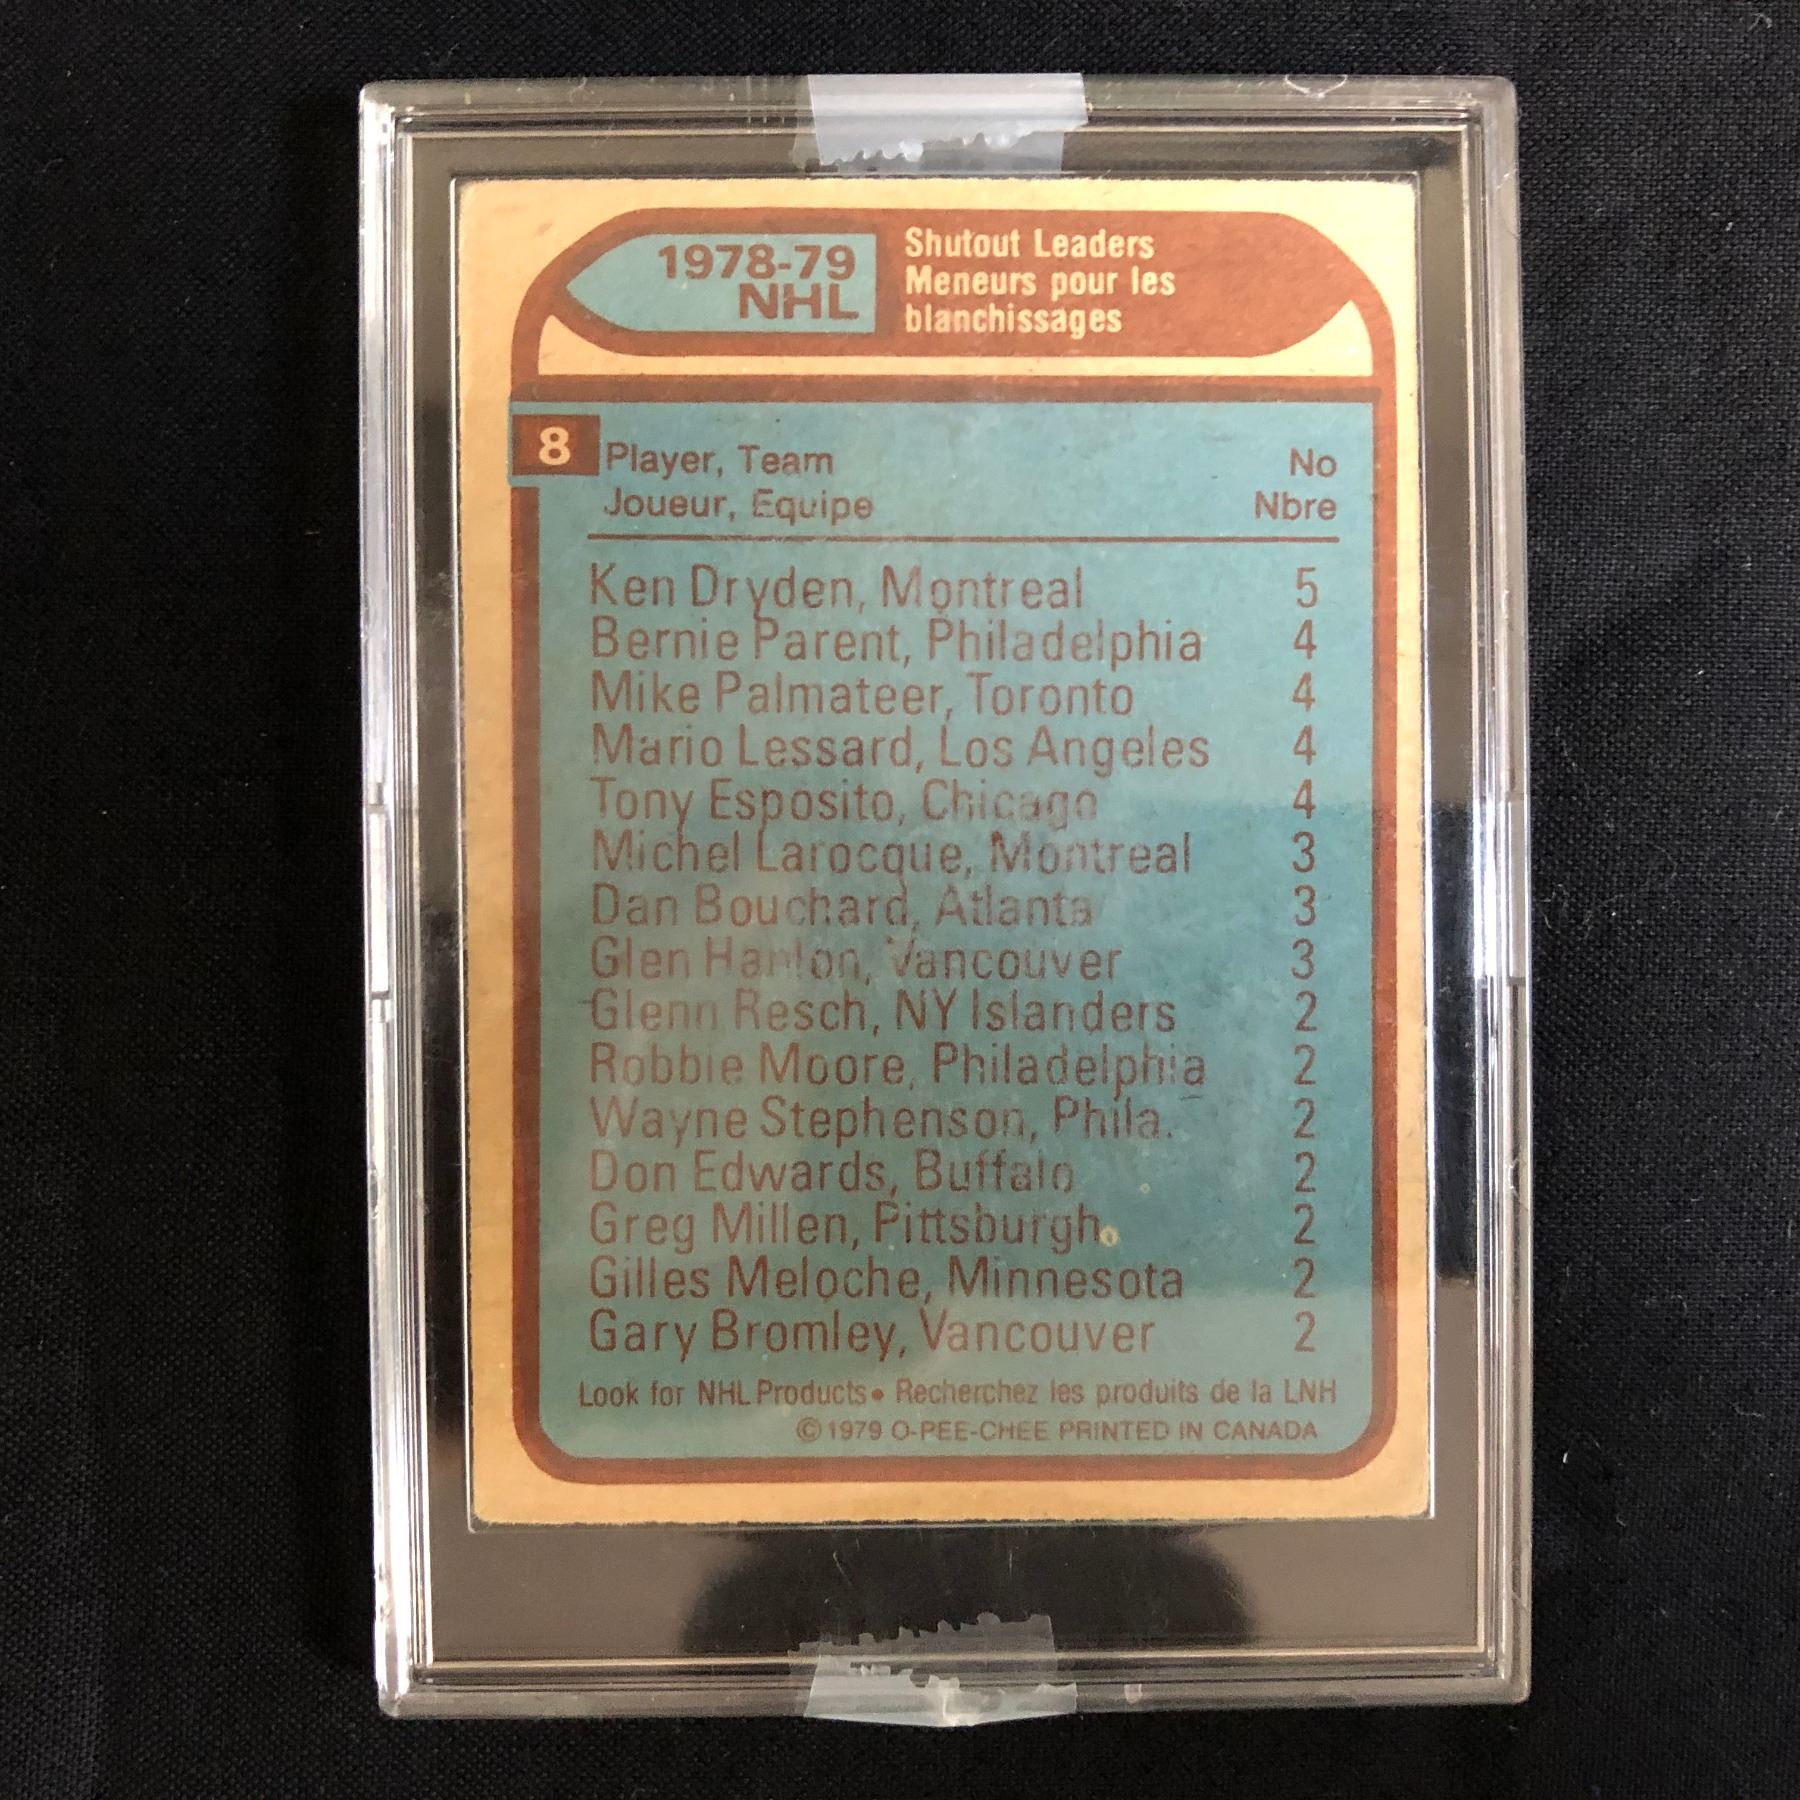 1978-79
NHL
Shutout Leaders
Meneurs pour les
blanchissages
8
Player, Team No
Joueur, Equipe Nbre
Ken Dryden, Montreal 5
Bernie Parent, Philadelphia 4
Mike Palmateer, Toronto 4
Mario Lessard, Los Angeles 4
Tony Esposito, Chicago 4
Michel Larocque, Montreal 3
Dan Bouchard, Atlanta 3
Glen Hanlon, Vancouver 3
Glenn Resch, NY Islanders 2
Robbie Moore, Philadelphia 2
Wayne Stephenson, Phila. 2
Don Edwards, Buffalo 2
Greg Millen, Pittsburgh 2
Gilles Meloche, Minnesota 2
Gary Bromley, Vancouver 2
Look for NHL Products • Recherchez les produits de la LNH
© 1979 O-PEE-CHEE PRINTED IN CANADA